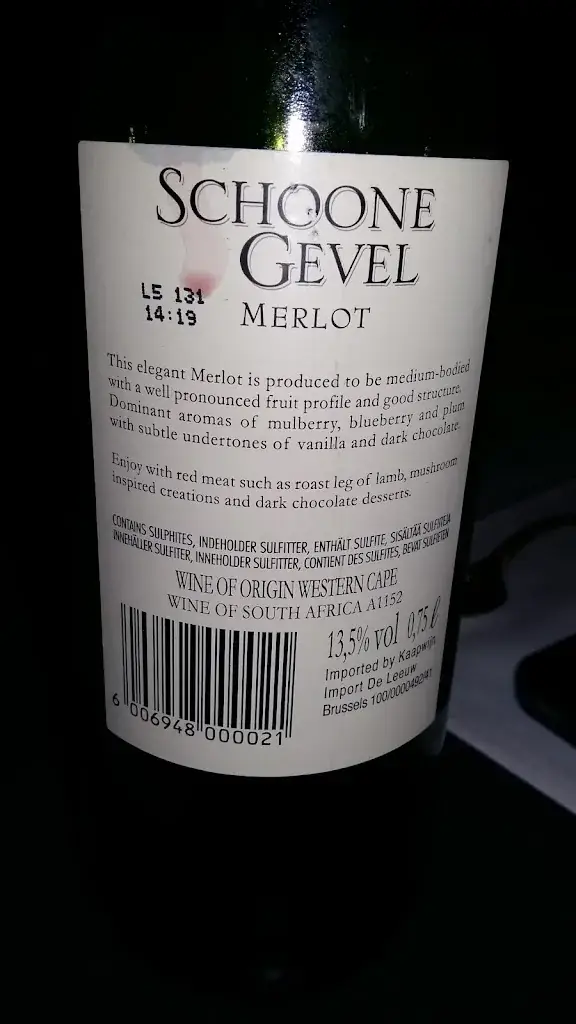 SCHOONE
GEVEL
L5 131
14:19
MERLOT
This elegant Merlot is produced to be medium-bodied
with a well pronounced fruit profile and good structure.
Dominant aromas of mulberry, blueberry and plum
with subtle undertones of vanilla and dark chocolate.
Enjoy with red meat such as roast leg of lamb, mushroom
inspired creations and dark chocolate desserts.
CONTAINS SULPHITES, INDEHOLDER SULFITTER, ENTHÄLT SULFITE, SISÄLTÄÄ SULFIITEJA
INNEHÅLLER SULFITER, INNEHOLDER SULFITTER, CONTIENT DES SULFITES, BEVAT SULFIETEN
WINE OF ORIGIN WESTERN CAPE
WINE OF SOUTH AFRICA A1152
13,5% vol 0,75 ℓ
Imported by Kaapwijn
Import De Leeuw
Brussels 100/0000492/41
6 006948 000021